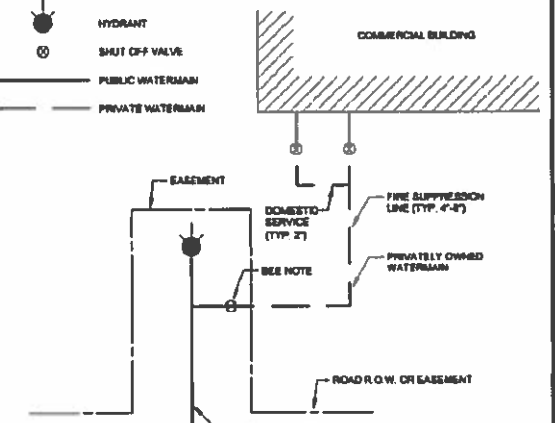 HYDRANT
SHUT OFF VALVE
PUBLIC WATERMAIN
PRIVATE WATERMAIN
COMMERCIAL BUILDING
EASEMENT
DOMESTIC
SERVICE
(TYP. 2")
FIRE SUPPRESSION
LINE (TYP. 4"-8")
SEE NOTE
PRIVATELY OWNED
WATERMAIN
ROAD R.O.W. OR EASEMENT